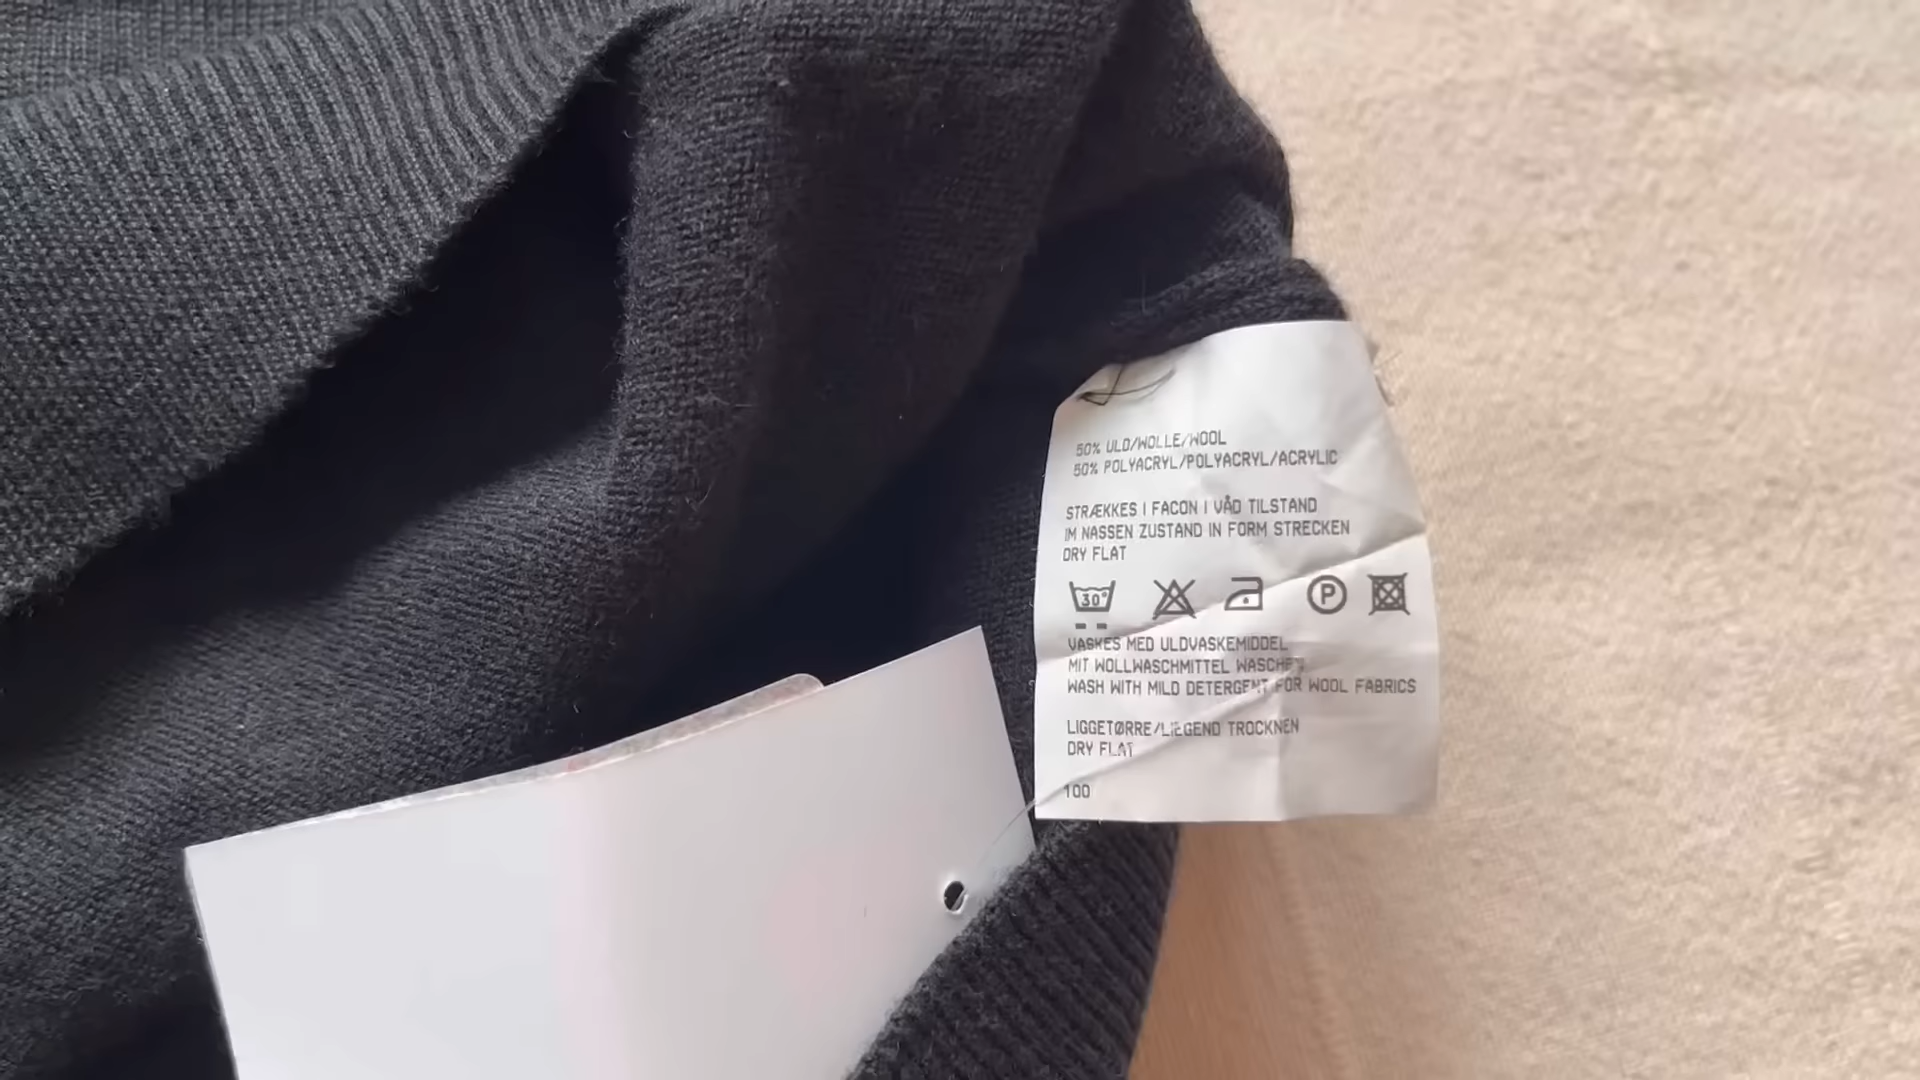 50% ULD/WOLLE/WOOL
50% POLYACRYL/POLYACRYL/ACRYLIC
STRÆKKES I FACON I VÅD TILSTAND
IM NASSEN ZUSTAND IN FORM STRECKEN
DRY FLAT
30° P
VASKES MED ULDVASKEMIDDEL
MIT WOLLWASCHMITTEL WASCHEN
WASH WITH MILD DETERGENT FOR WOOL FABRICS
LIGGETØRRE/LIEGEND TROCKNEN
DRY FLAT
100